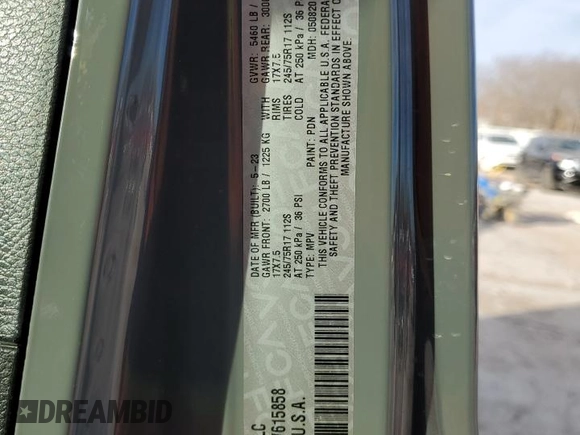 DATE OF MFR (BUILT): 5-23
GVWR: 5460 LB /
GAWR FRONT: 2700 LB / 1225 KG WITH
17X7.5 RIMS
245/75R17 112S TIRES
AT 250 kPa / 36 PSI COLD
GAWR REAR: 3000
17X7.5
245/75R17 112S
AT 250 kPa / 36
TYPE: MPV PAINT: PDN MDH: 050820
THIS VEHICLE CONFORMS TO ALL APPLICABLE U.S.A. FEDERAL
SAFETY AND THEFT PREVENTION STANDARDS IN EFFECT
MANUFACTURE SHOWN ABOVE.
LC
615858
U.S.A.
DREAMBID